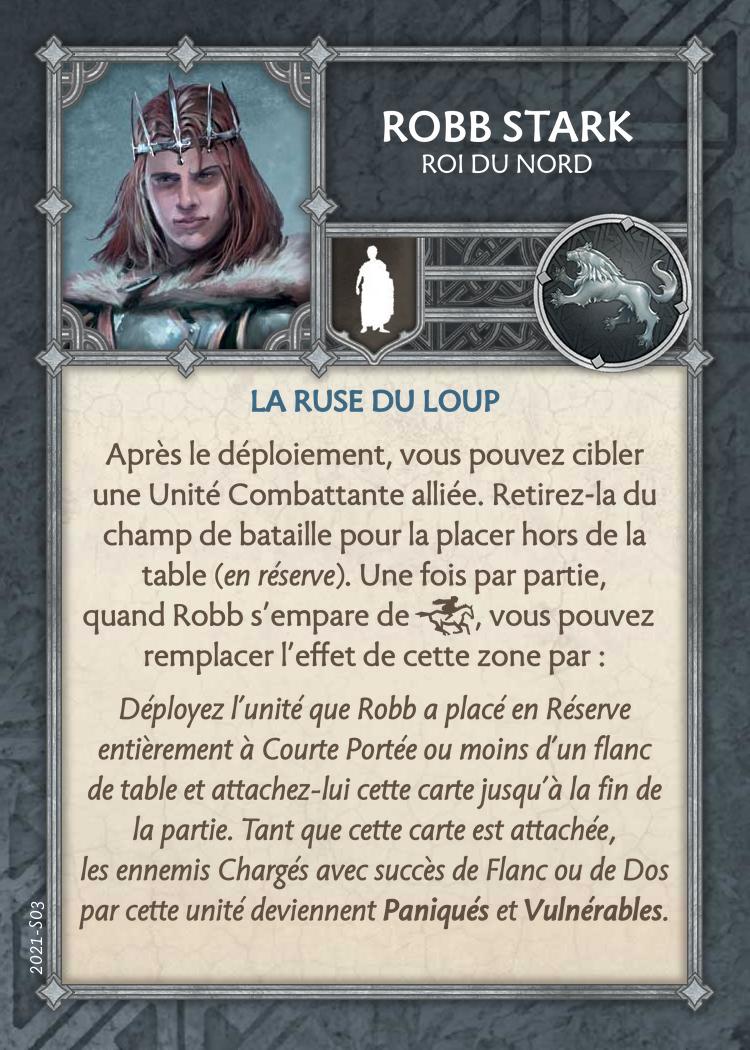 ROBB STARK
ROI DU NORD
LA RUSE DU LOUP
Après le déploiement, vous pouvez cibler
une Unité Combattante alliée. Retirez-la du
champ de bataille pour la placer hors de la
table (en réserve). Une fois par partie,
quand Robb s'empare de , vous pouvez
remplacer l'effet de cette zone par :
Déployez l'unité que Robb a placé en Réserve
entièrement à Courte Portée ou moins d'un flanc
de table et attachez-lui cette carte jusqu'à la fin de
la partie. Tant que cette carte est attachée,
les ennemis Chargés avec succès de Flanc ou de Dos
par cette unité deviennent Paniqués et Vulnérables.
2021-S03